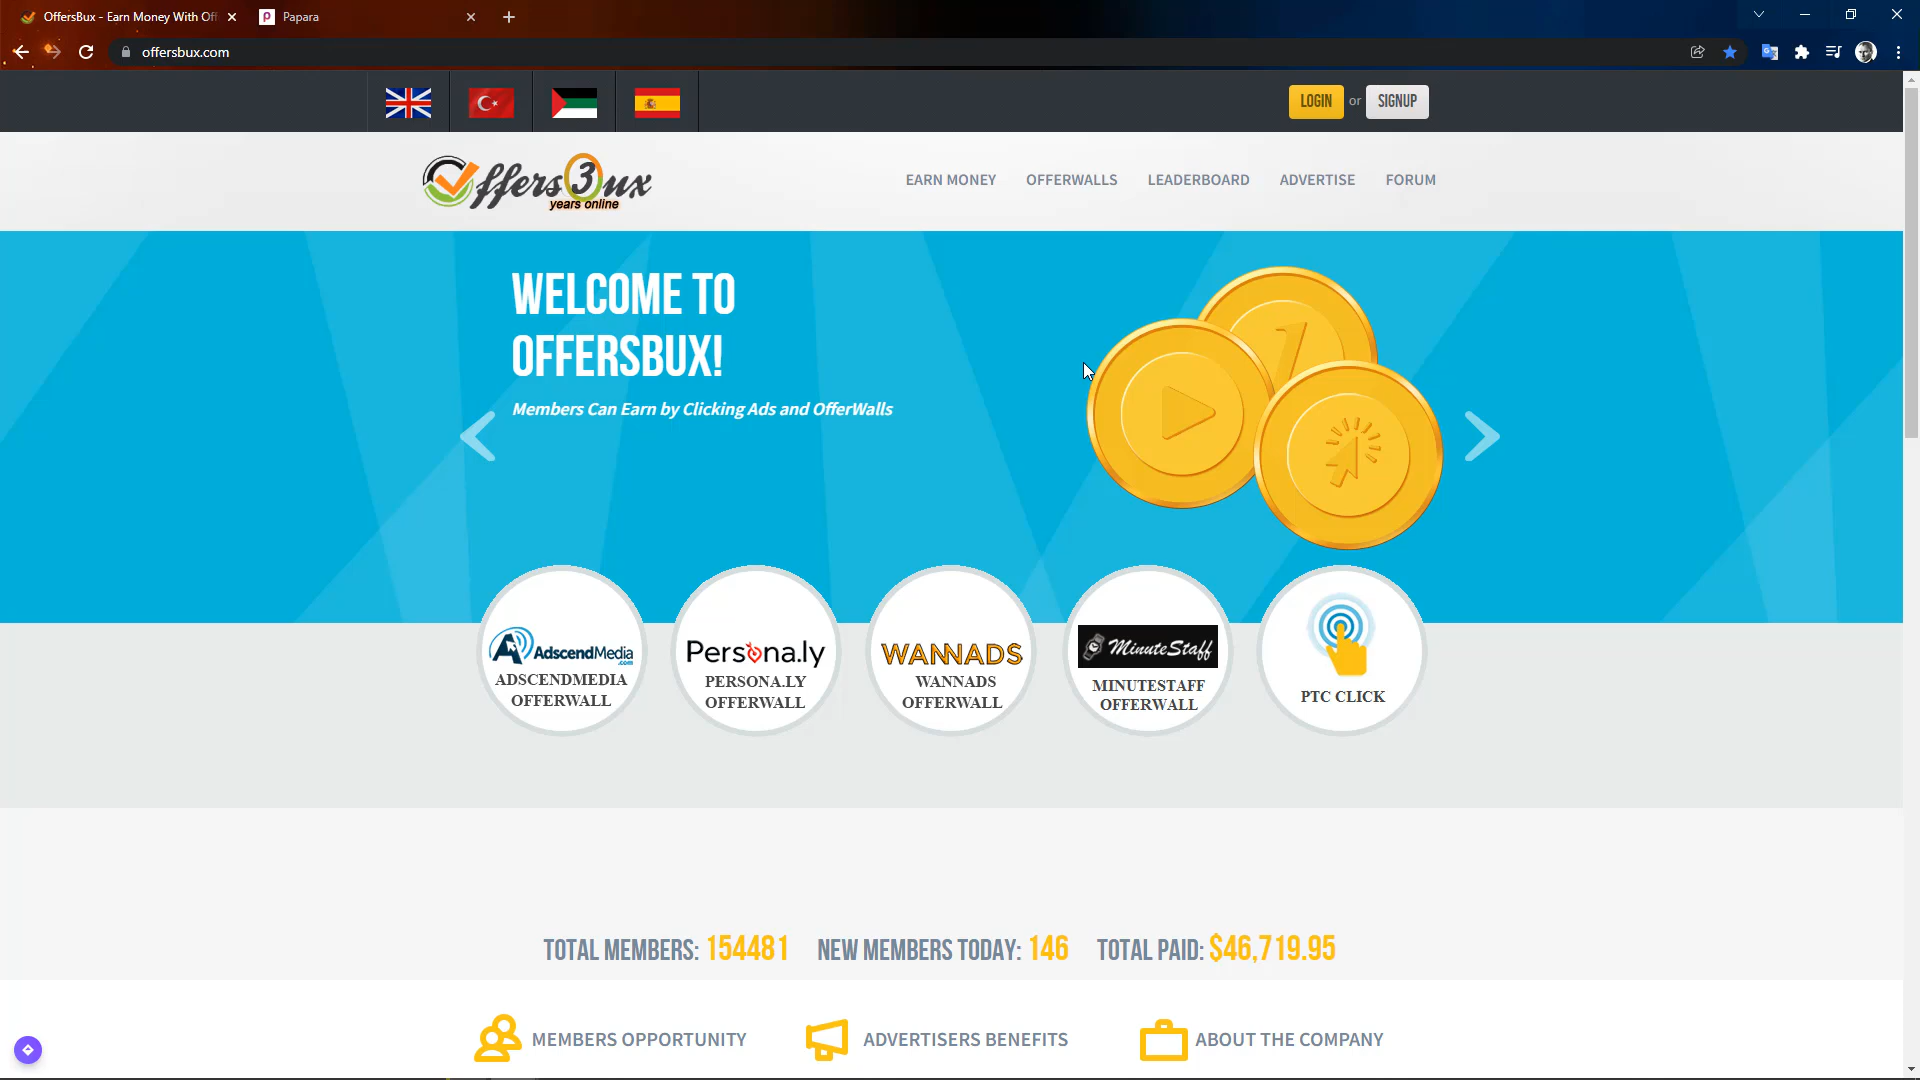 OffersBux - Earn Money With Off
Papara
offersbux.com
LOGIN or SIGNUP
Offers3ux
years online
EARN MONEY
OFFERWALLS
LEADERBOARD
ADVERTISE
FORUM
WELCOME TO
OFFERSBUX!
Members Can Earn by Clicking Ads and OfferWalls
1
AdscendMedia
.com
ADSCENDMEDIA
OFFERWALL
Persona.ly
PERSONA.LY
OFFERWALL
WANNADS
WANNADS
OFFERWALL
MinuteStaff
MINUTESTAFF
OFFERWALL
PTC CLICK
TOTAL MEMBERS: 154481 NEW MEMBERS TODAY: 146 TOTAL PAID: $46,719.95
MEMBERS OPPORTUNITY
ADVERTISERS BENEFITS
ABOUT THE COMPANY